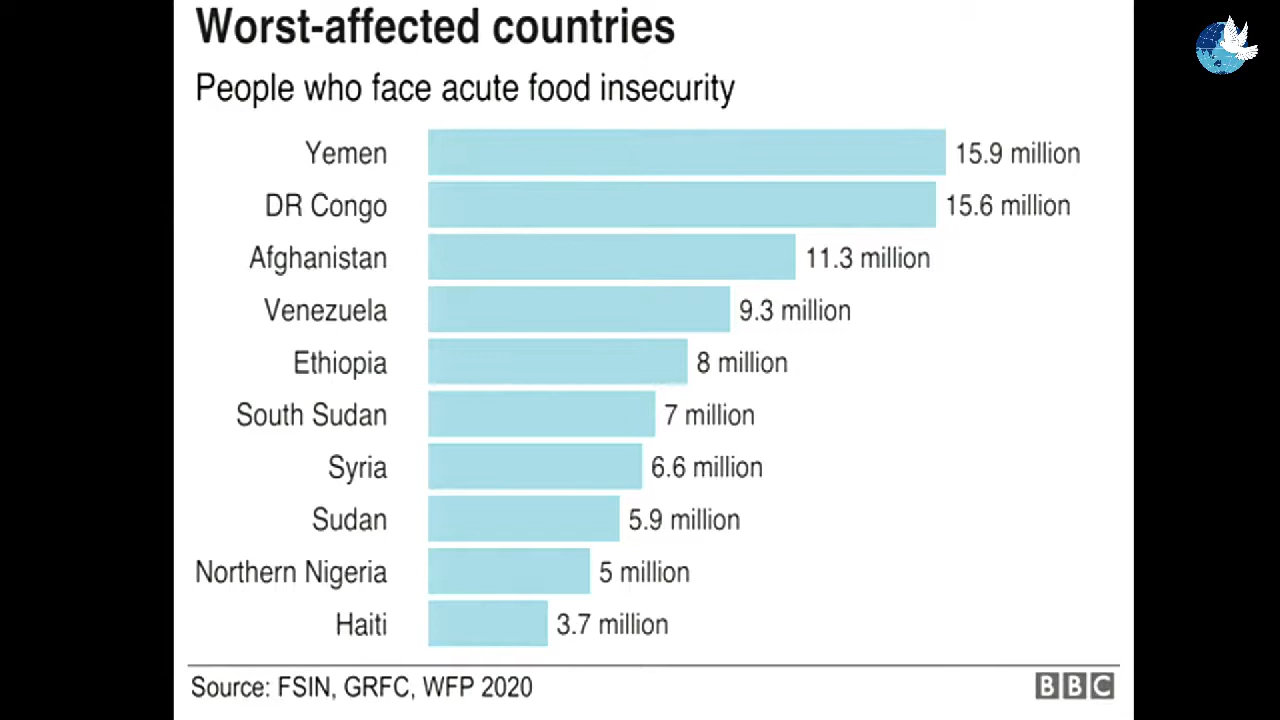 Worst-affected countries
People who face acute food insecurity
Yemen 15.9 million
DR Congo 15.6 million
Afghanistan 11.3 million
Venezuela 9.3 million
Ethiopia 8 million
South Sudan 7 million
Syria 6.6 million
Sudan 5.9 million
Northern Nigeria 5 million
Haiti 3.7 million
Source: FSIN, GRFC, WFP 2020
BBC